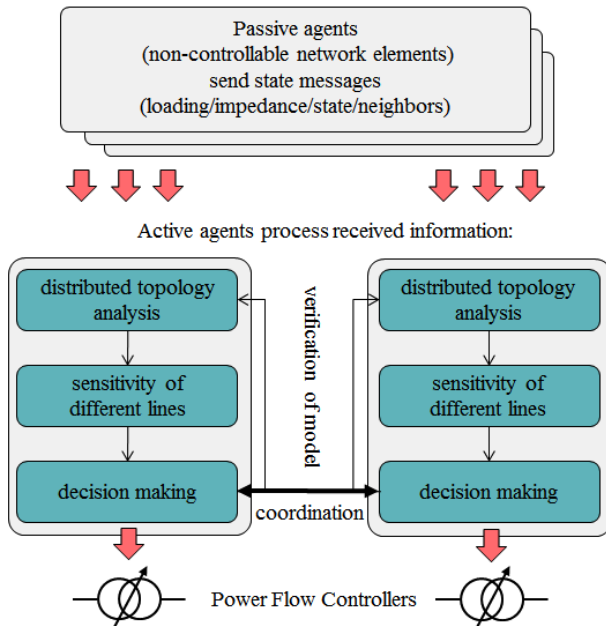 Passive agents
(non-controllable network elements)
send state messages
(loading/impedance/state/neighbors)
Active agents process received information:
distributed topology
analysis
sensitivity of
different lines
decision making
verification of model
coordination
distributed topology
analysis
sensitivity of
different lines
decision making
Power Flow Controllers